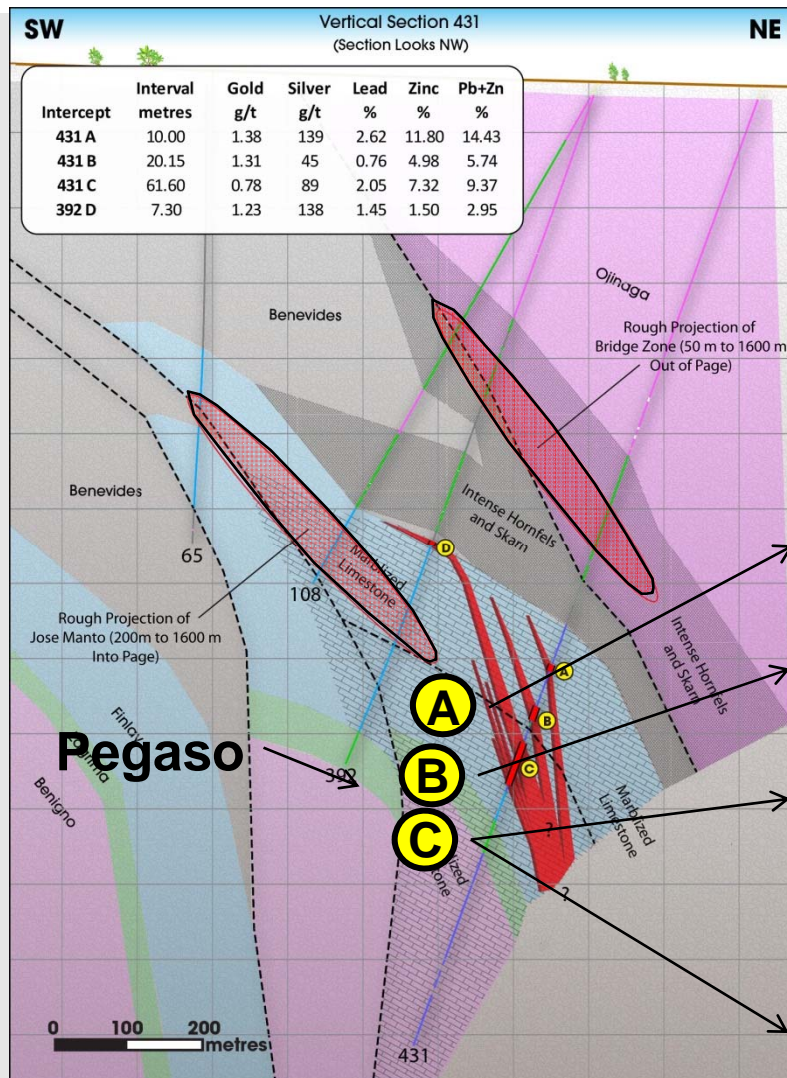 SW
Vertical Section 431
(Section Looks NW)
NE
Interval Gold Silver Lead Zinc Pb+Zn
Intercept metres g/t g/t % % %
431 A 10.00 1.38 139 2.62 11.80 14.43
431 B 20.15 1.31 45 0.76 4.98 5.74
431 C 61.60 0.78 89 2.05 7.32 9.37
392 D 7.30 1.23 138 1.45 1.50 2.95
Ojinaga
Benevides
Rough Projection of
Bridge Zone (50 m to 1600 m
Out of Page)
Benevides
Intense Hornfels
and Skarn
D
65
Marblized
Limestone
108
Rough Projection of
Jose Manto (200m to 1600 m
Into Page)
Intense Hornfels
and Skarn
A
A
B
Pegaso
B
C
392
Benigno
Marblized
Limestone
C
?
?
0 100 200
metres
431